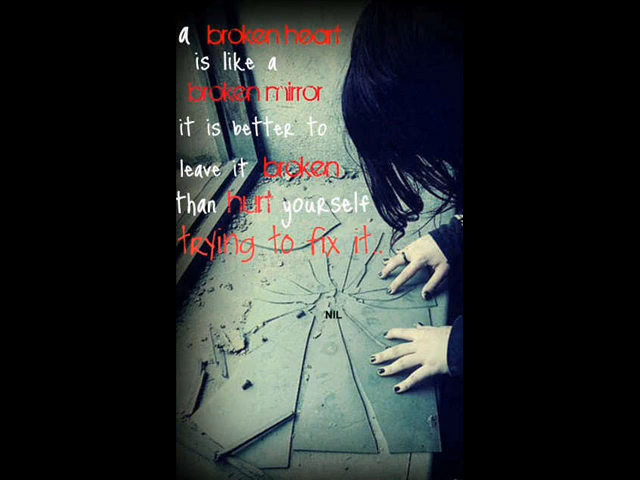 a broken heart
is like a
broken mirror
it is better to
leave it broken
than hurt yourself
trying to fix it..
NIL